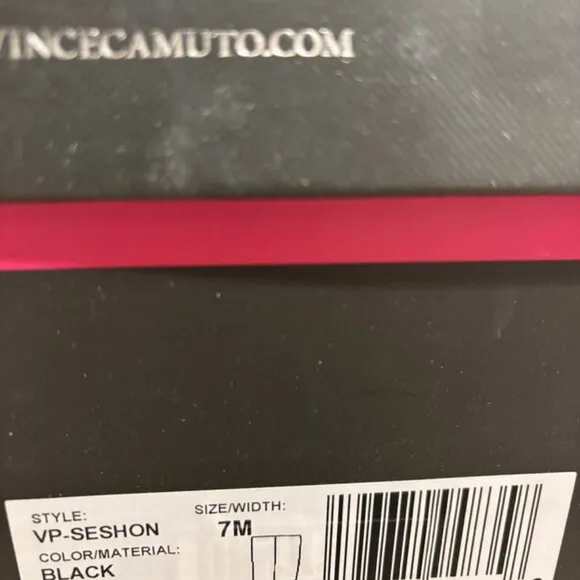 VINCECAMUTO.COM
STYLE: SIZE/WIDTH:
VP-SESHON 7M
COLOR/MATERIAL:
BLACK